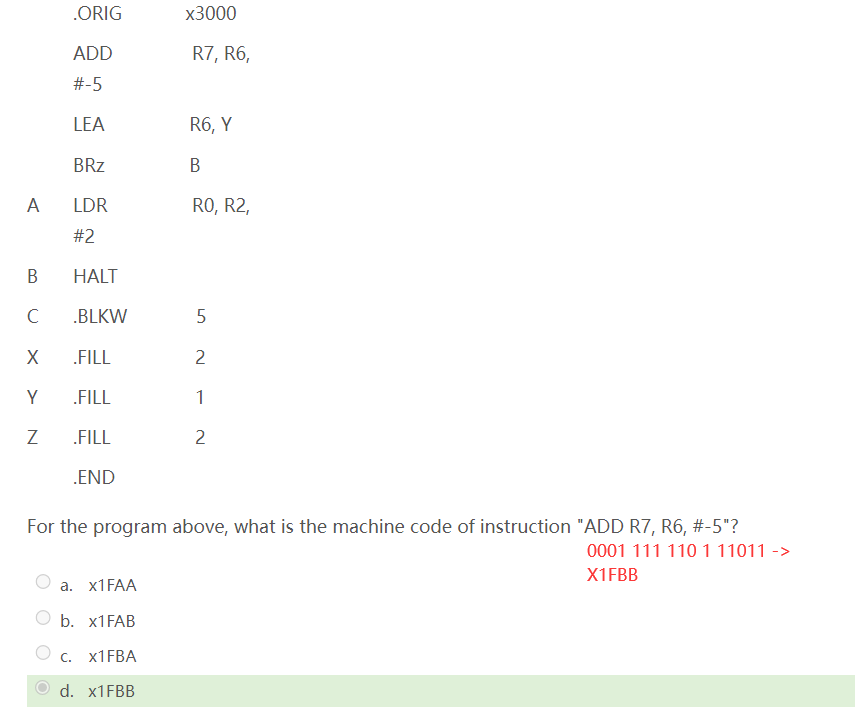 .ORIG x3000
ADD R7, R6,
#-5
LEA R6, Y
BRz B
A LDR R0, R2,
#2
B HALT
C .BLKW 5
X .FILL 2
Y .FILL 1
Z .FILL 2
.END
For the program above, what is the machine code of instruction "ADD R7, R6, #-5"?
0001 111 110 1 11011 ->
X1FBB
a. x1FAA
b. x1FAB
c. x1FBA
d. x1FBB